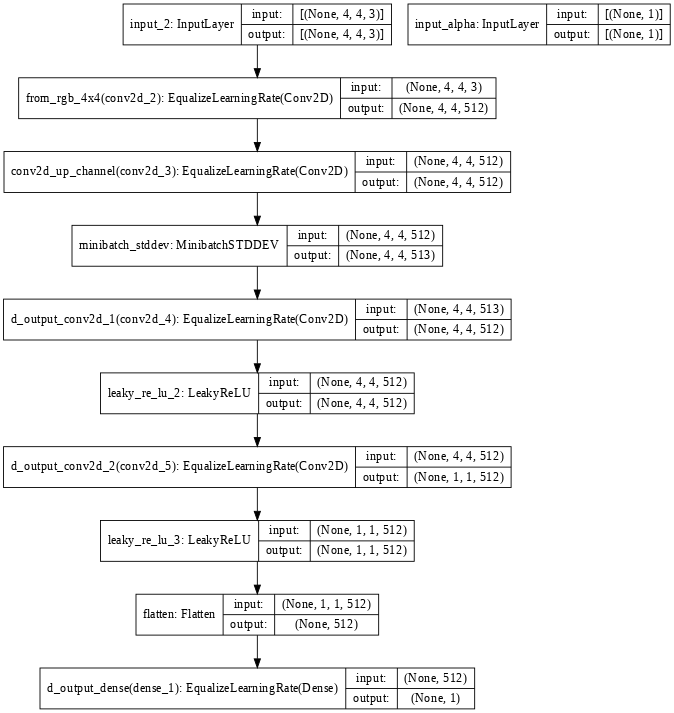 input_2: InputLayer input: [(None, 4, 4, 3)] output: [(None, 4, 4, 3)]
input_alpha: InputLayer input: [(None, 1)] output: [(None, 1)]
from_rgb_4x4(conv2d_2): EqualizeLearningRate(Conv2D) input: (None, 4, 4, 3) output: (None, 4, 4, 512)
conv2d_up_channel(conv2d_3): EqualizeLearningRate(Conv2D) input: (None, 4, 4, 512) output: (None, 4, 4, 512)
minibatch_stddev: MinibatchSTDDEV input: (None, 4, 4, 512) output: (None, 4, 4, 513)
d_output_conv2d_1(conv2d_4): EqualizeLearningRate(Conv2D) input: (None, 4, 4, 513) output: (None, 4, 4, 512)
leaky_re_lu_2: LeakyReLU input: (None, 4, 4, 512) output: (None, 4, 4, 512)
d_output_conv2d_2(conv2d_5): EqualizeLearningRate(Conv2D) input: (None, 4, 4, 512) output: (None, 1, 1, 512)
leaky_re_lu_3: LeakyReLU input: (None, 1, 1, 512) output: (None, 1, 1, 512)
flatten: Flatten input: (None, 1, 1, 512) output: (None, 512)
d_output_dense(dense_1): EqualizeLearningRate(Dense) input: (None, 512) output: (None, 1)